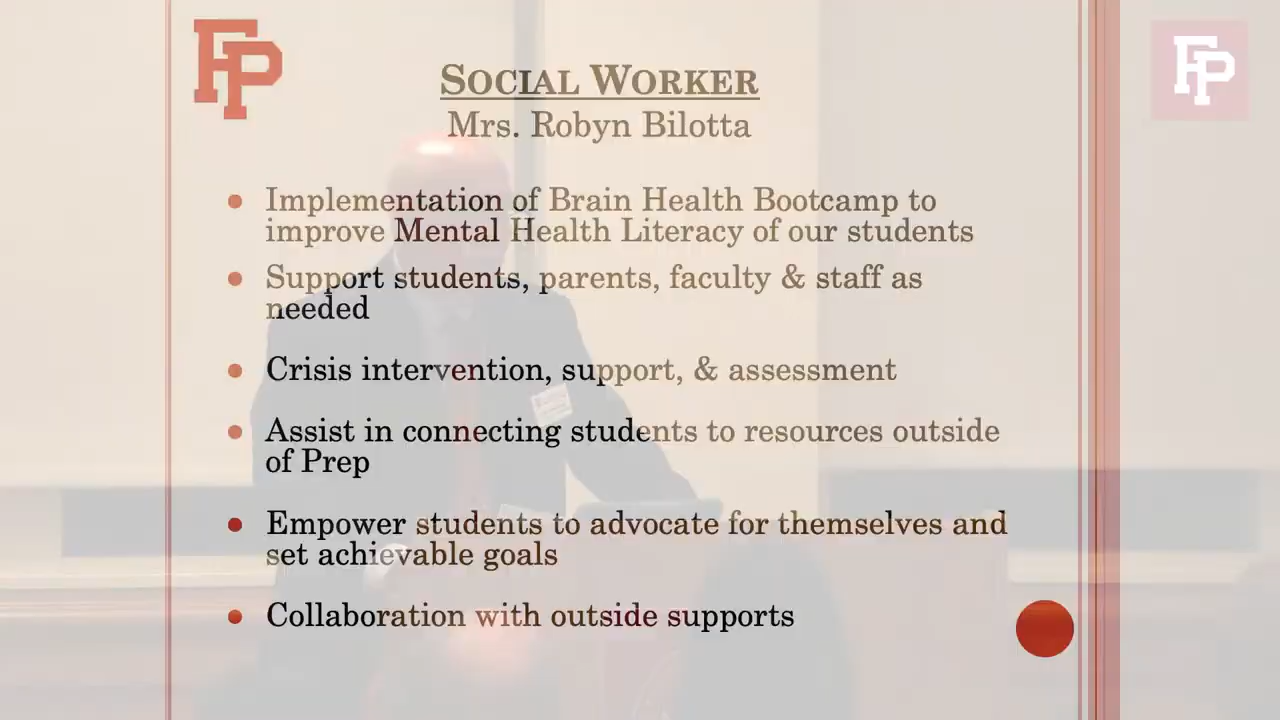 FP
FP
SOCIAL WORKER
Mrs. Robyn Bilotta
Implementation of Brain Health Bootcamp to
improve Mental Health Literacy of our students
Support students, parents, faculty & staff as
needed
Crisis intervention, support, & assessment
Assist in connecting students to resources outside
of Prep
Empower students to advocate for themselves and
set achievable goals
Collaboration with outside supports